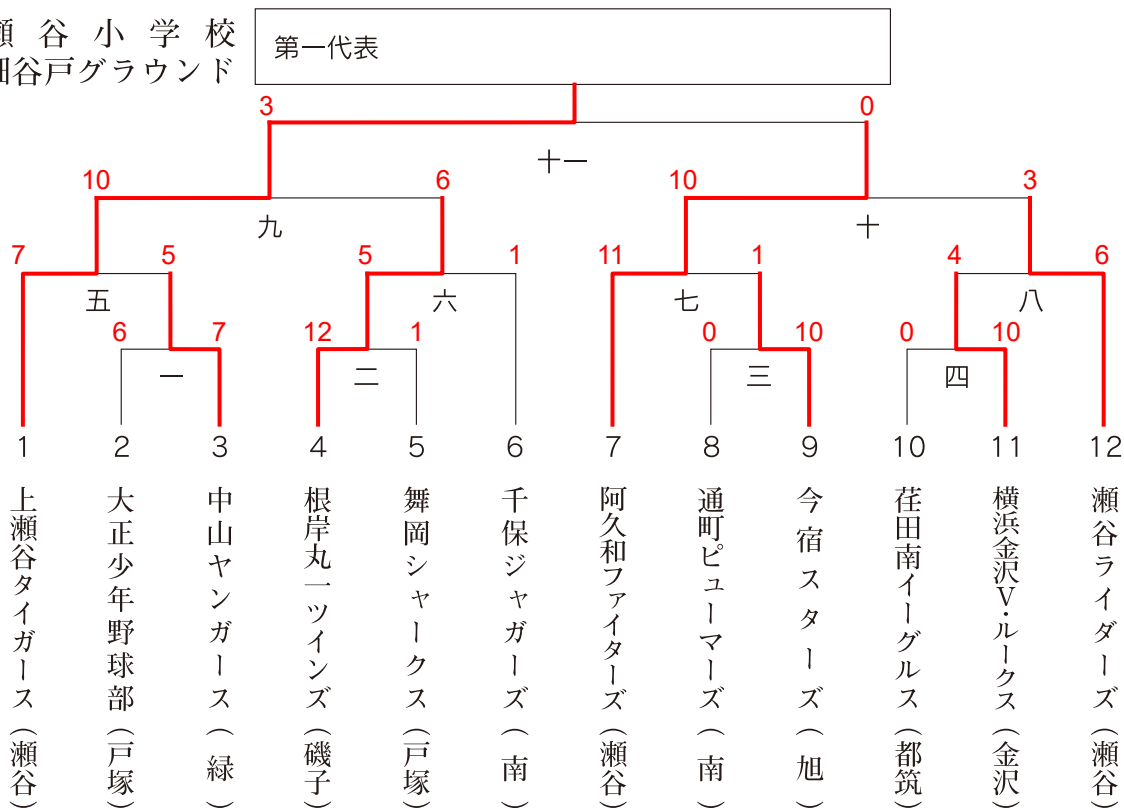 瀬谷小学校
細谷戸グラウンド
第一代表
3
0
十一
10
6
10
3
九
十
7
5
5
1
11
1
4
6
五
六
七
八
6
7
12
1
0
10
0
10
一
二
三
四
1
2
3
4
5
6
7
8
9
10
11
12
上瀬谷タイガース(瀬谷)
大正少年野球部(戸塚)
中山ヤンガース(緑)
根岸丸一ツインズ(磯子)
舞岡シャークス(戸塚)
千保ジャガーズ(南)
阿久和ファイターズ(瀬谷)
通町ピューマーズ(南)
今宿スターズ(旭)
荏田南イーグルス(都筑)
横浜金沢V・ルークス(金沢)
瀬谷ライダーズ(瀬谷)